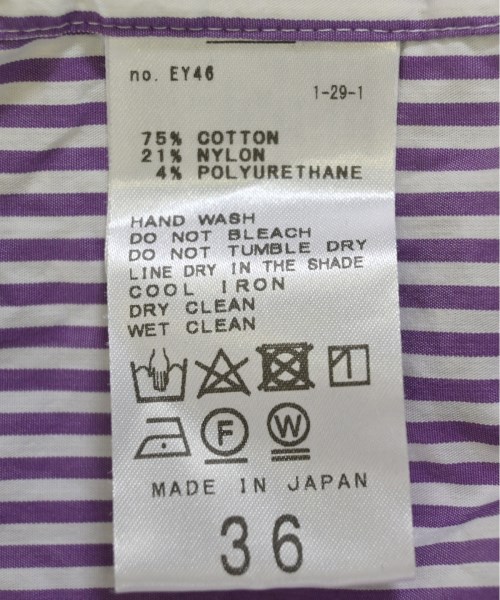 no. EY46
1-29-1
75% COTTON
21% NYLON
4% POLYURETHANE
HAND WASH
DO NOT BLEACH
DO NOT TUMBLE DRY
LINE DRY IN THE SHADE
COOL IRON
DRY CLEAN
WET CLEAN
F W
MADE IN JAPAN
36